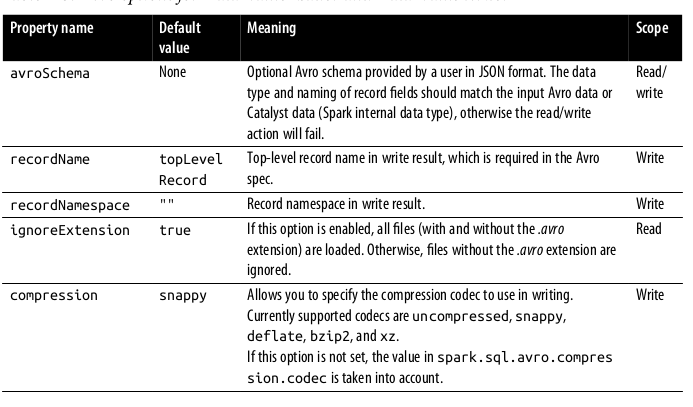 Property name Default Meaning Scope
value
avroSchema None Optional Avro schema provided by a user in JSON format. The data Read/
type and naming of record fields should match the input Avro data or write
Catalyst data (Spark internal data type), otherwise the read/write
action will fail.
recordName topLevel Top-level record name in write result, which is required in the Avro Write
Record spec.
recordNamespace "" Record namespace in write result. Write
ignoreExtension true If this option is enabled, all files (with and without the .avro Read
extension) are loaded. Otherwise, files without the .avro extension are
ignored.
compression snappy Allows you to specify the compression codec to use in writing. Write
Currently supported codecs are uncompressed, snappy,
deflate, bzip2, and xz.
If this option is not set, the value in spark.sql.avro.compres
sion.codec is taken into account.